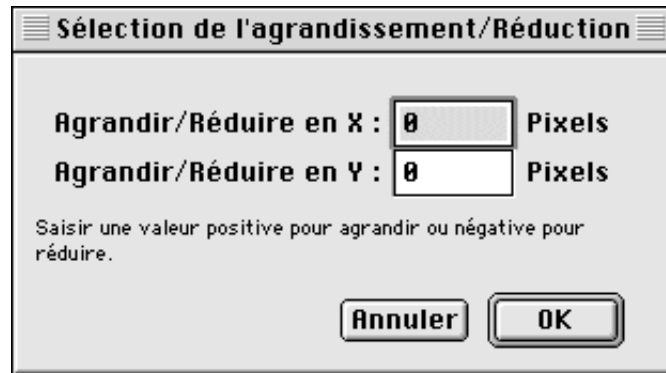 Sélection de l'agrandissement/Réduction
Agrandir/Réduire en X : 0 Pixels
Agrandir/Réduire en Y : 0 Pixels
Saisir une valeur positive pour agrandir ou négative pour
réduire.
Annuler OK